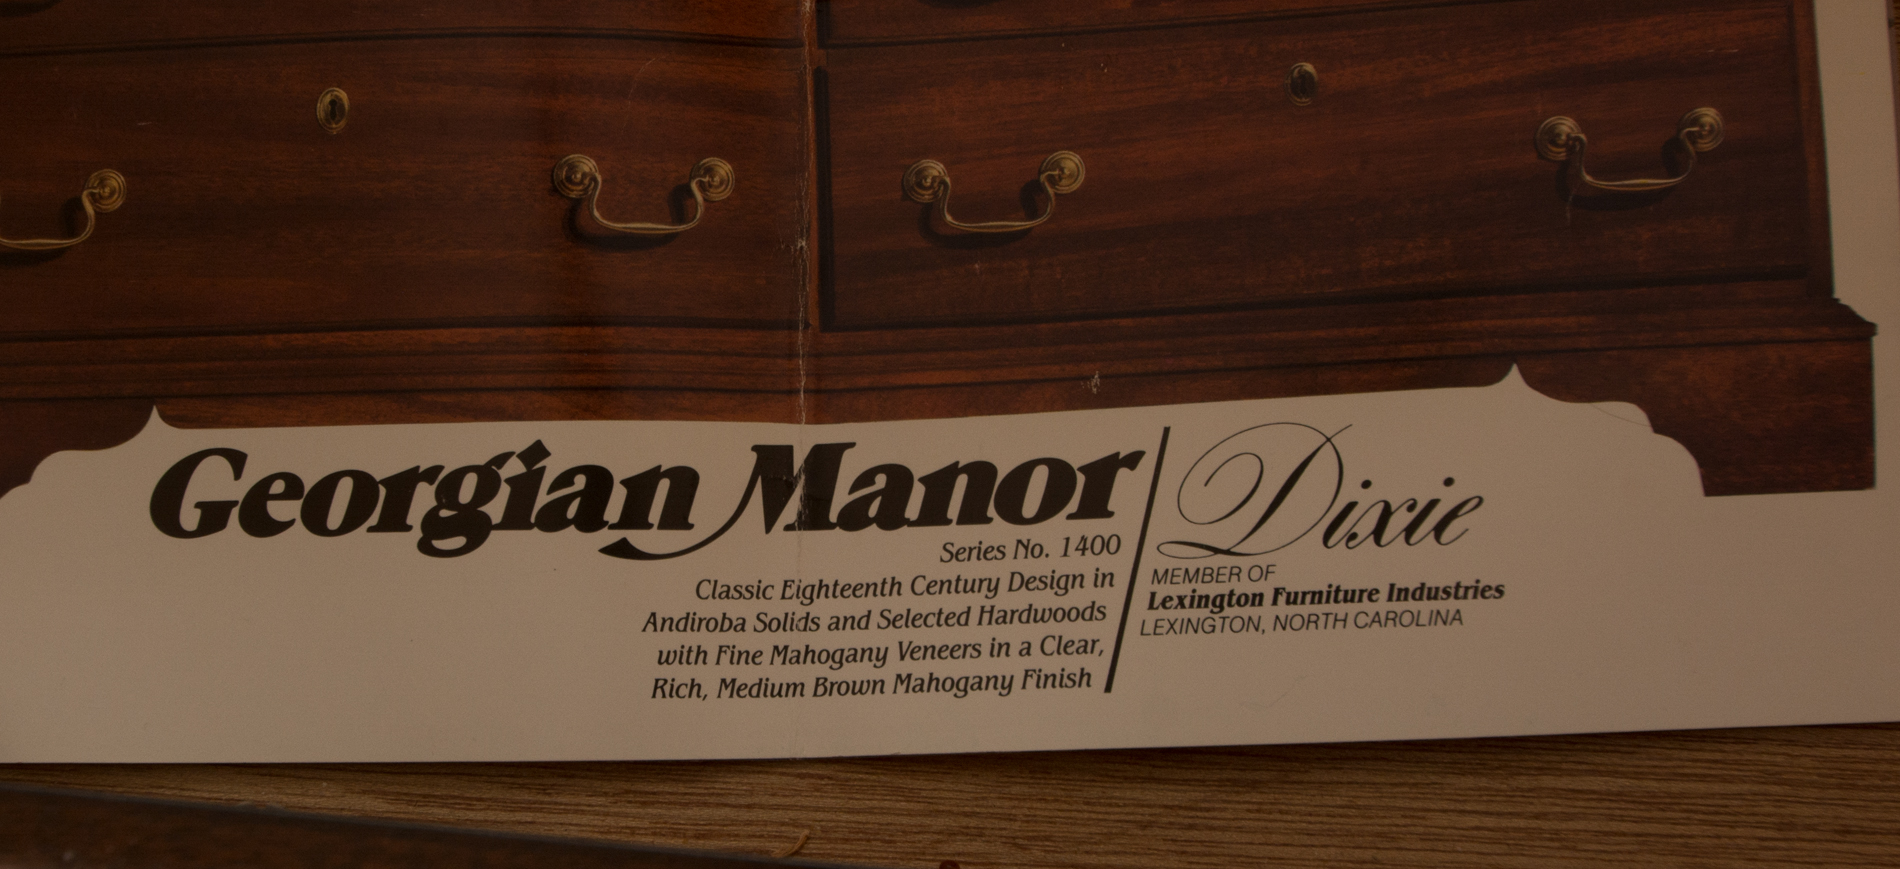 Georgian Manor
Series No. 1400
Classic Eighteenth Century Design in
Andiroba Solids and Selected Hardwoods
with Fine Mahogany Veneers in a Clear,
Rich, Medium Brown Mahogany Finish
Dixie
MEMBER OF
Lexington Furniture Industries
LEXINGTON, NORTH CAROLINA